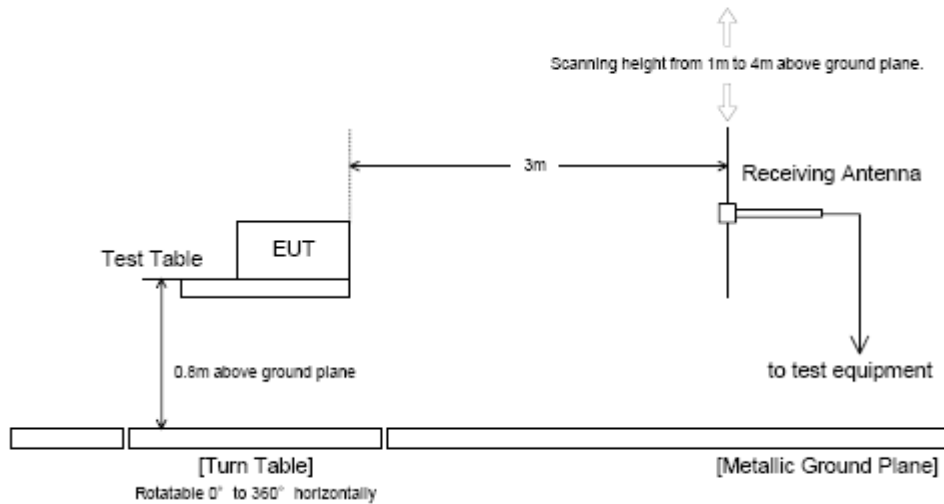 Scanning height from 1m to 4m above ground plane.
3m
Receiving Antenna
EUT
Test Table
0.8m above ground plane
to test equipment
[Turn Table]
[Metallic Ground Plane]
Rotatable 0° to 360° horizontally